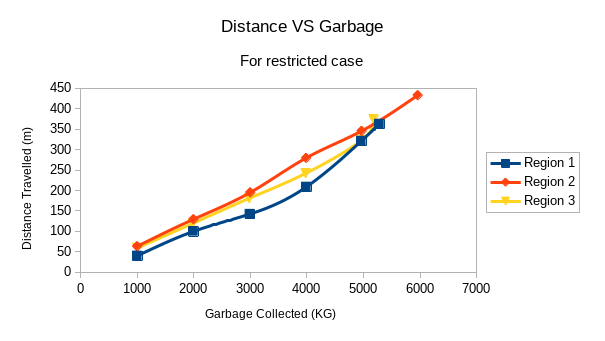 Distance VS Garbage
For restricted case
450
400
350
300
250
200
150
100
50
0
Distance Travelled (m)
0 1000 2000 3000 4000 5000 6000 7000
Garbage Collected (KG)
Region 1
Region 2
Region 3